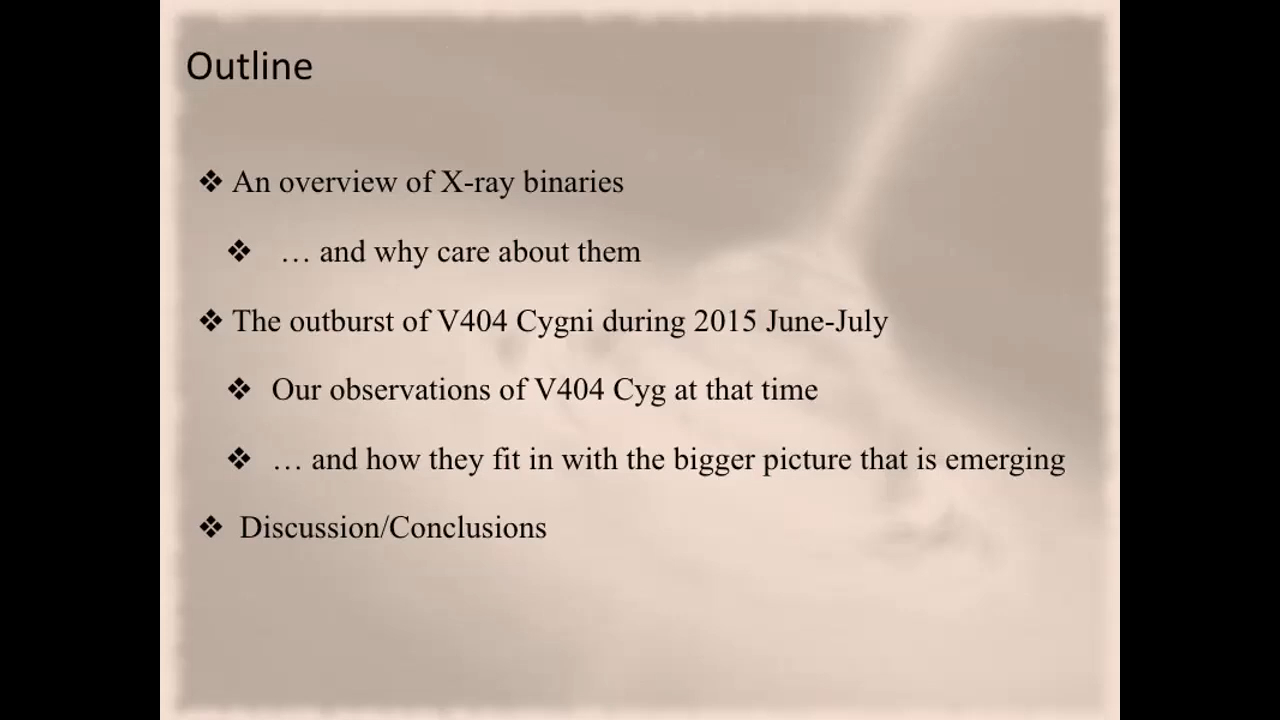 Outline
❖ An overview of X-ray binaries
❖ … and why care about them
❖ The outburst of V404 Cygni during 2015 June-July
❖ Our observations of V404 Cyg at that time
❖ … and how they fit in with the bigger picture that is emerging
❖ Discussion/Conclusions